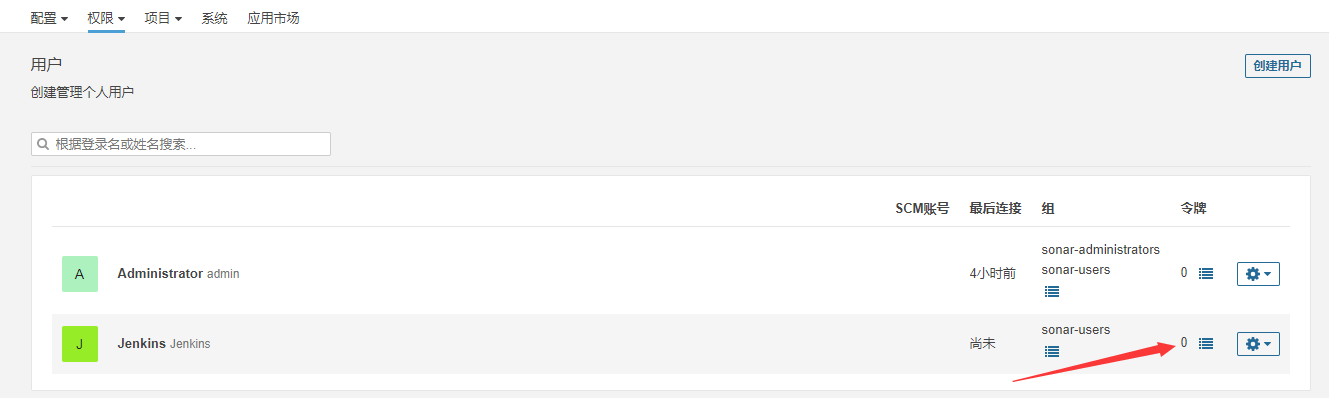 配置 权限 项目 系统 应用市场
用户
创建用户
创建管理个人用户
根据登录名或姓名搜索...
SCM账号 最后连接 组 令牌
A Administrator admin 4小时前 sonar-administrators
sonar-users
0
J Jenkins Jenkins 尚未 sonar-users
0